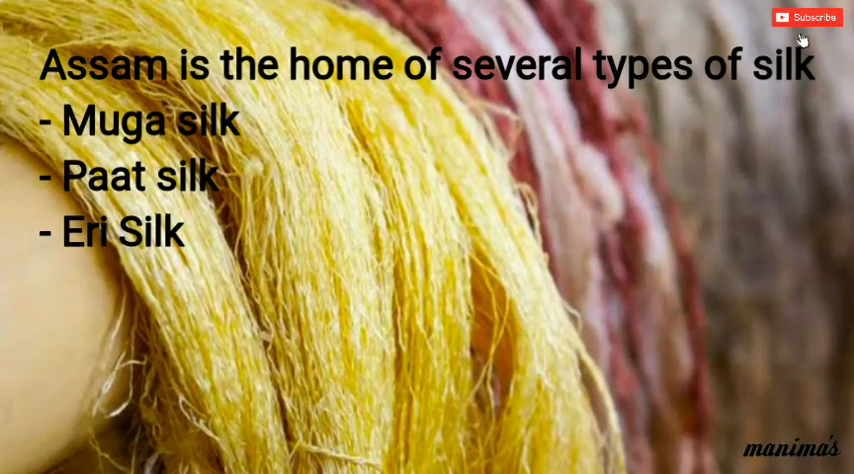 Subscribe
Assam is the home of several types of silk
- Muga silk
- Paat silk
- Eri Silk
manima's